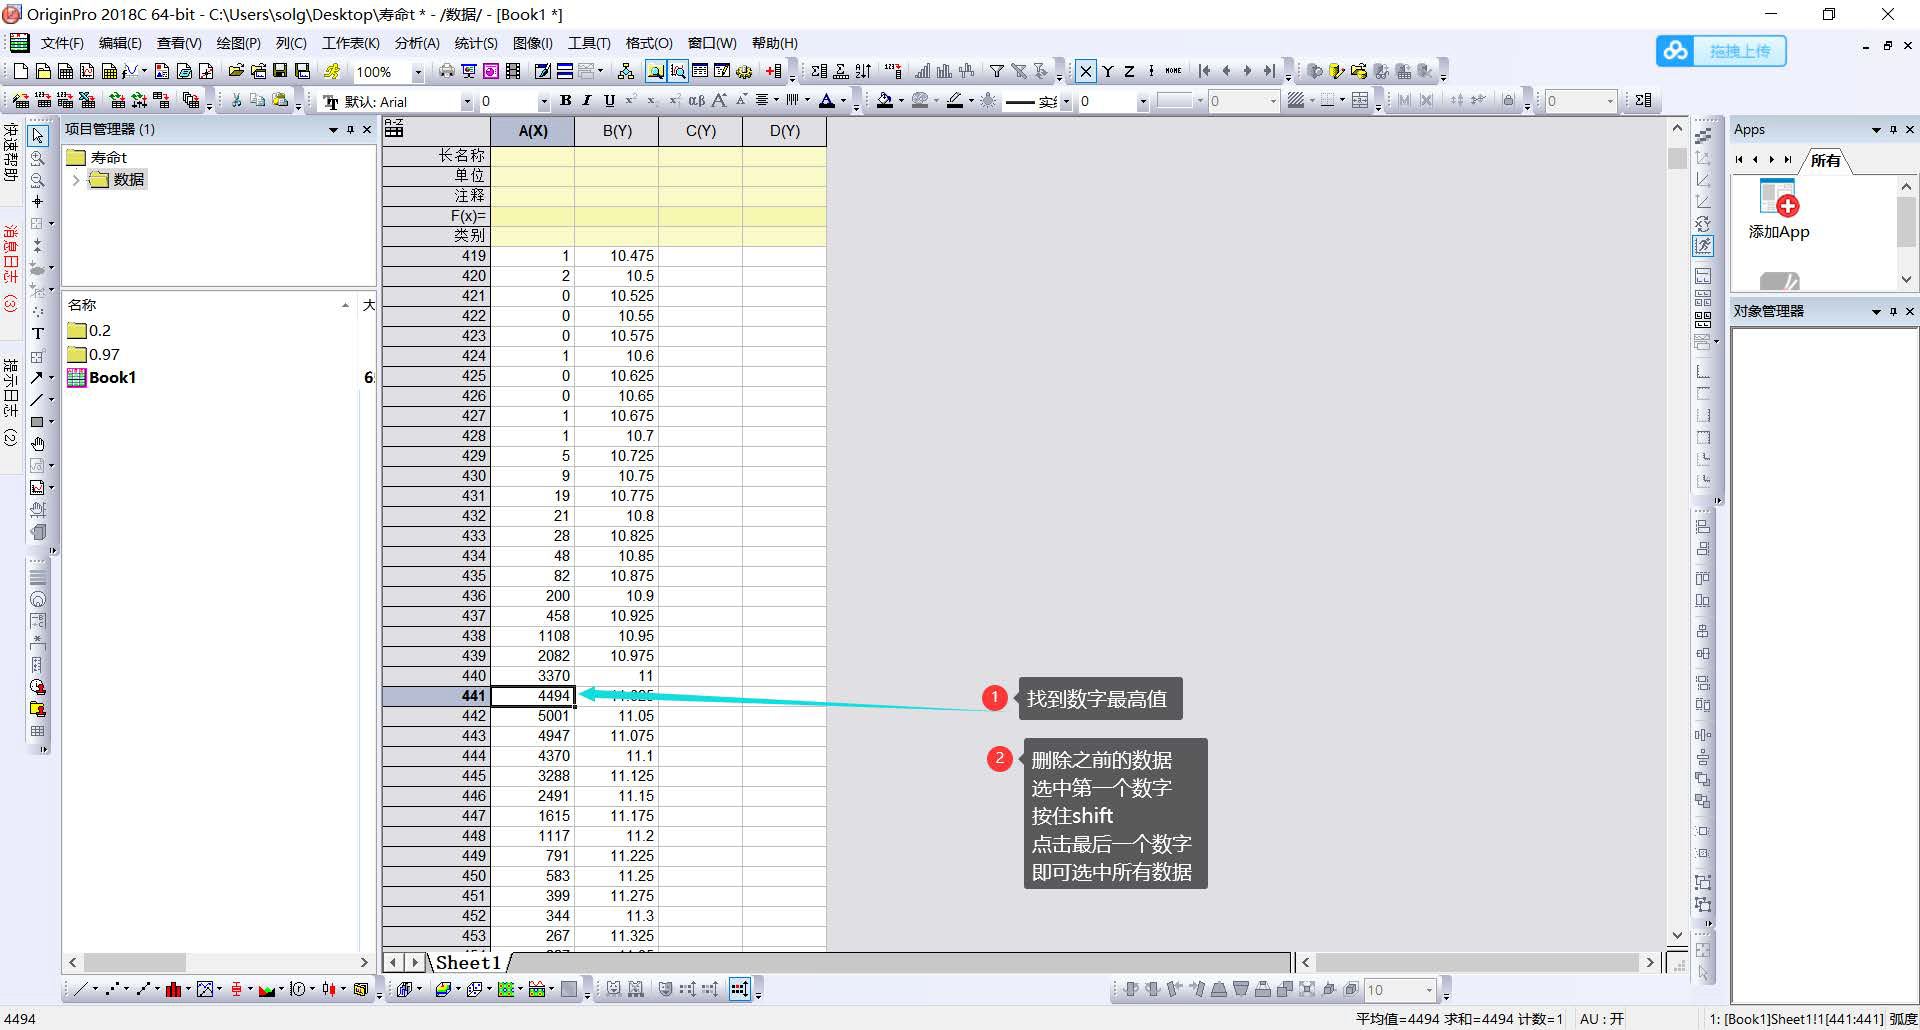 OriginPro 2018C 64-bit - C:\Users\solg\Desktop\寿命t * - /数据/ - [Book1 *]
文件(F) 编辑(E) 查看(V) 绘图(P) 列(C) 工作表(K) 分析(A) 统计(S) 图像(I) 工具(T) 格式(O) 窗口(W) 帮助(H)
拖拽上传
100%
X Y Z
默认: Arial 0 B I U 实 0 0 0
快速帮助
消息日志 (3)
提示日志 (2)
项目管理器 (1)
寿命t
数据
名称 大
0.2
0.97
Book1 6
A(X) B(Y) C(Y) D(Y)
长名称
单位
注释
F(x)=
类别
419 1 10.475
420 2 10.5
421 0 10.525
422 0 10.55
423 0 10.575
424 1 10.6
425 0 10.625
426 0 10.65
427 1 10.675
428 1 10.7
429 5 10.725
430 9 10.75
431 19 10.775
432 21 10.8
433 28 10.825
434 48 10.85
435 82 10.875
436 200 10.9
437 458 10.925
438 1108 10.95
439 2082 10.975
440 3370 11
441 4494 11.025
442 5001 11.05
443 4947 11.075
444 4370 11.1
445 3288 11.125
446 2491 11.15
447 1615 11.175
448 1117 11.2
449 791 11.225
450 583 11.25
451 399 11.275
452 344 11.3
453 267 11.325
Sheet1
1 找到数字最高值
2 删除之前的数据
选中第一个数字
按住shift
点击最后一个数字
即可选中所有数据
Apps
所有
添加App
对象管理器
10
4494
平均值=4494 求和=4494 计数=1 AU : 开 1: [Book1]Sheet1!1[441:441] 弧度